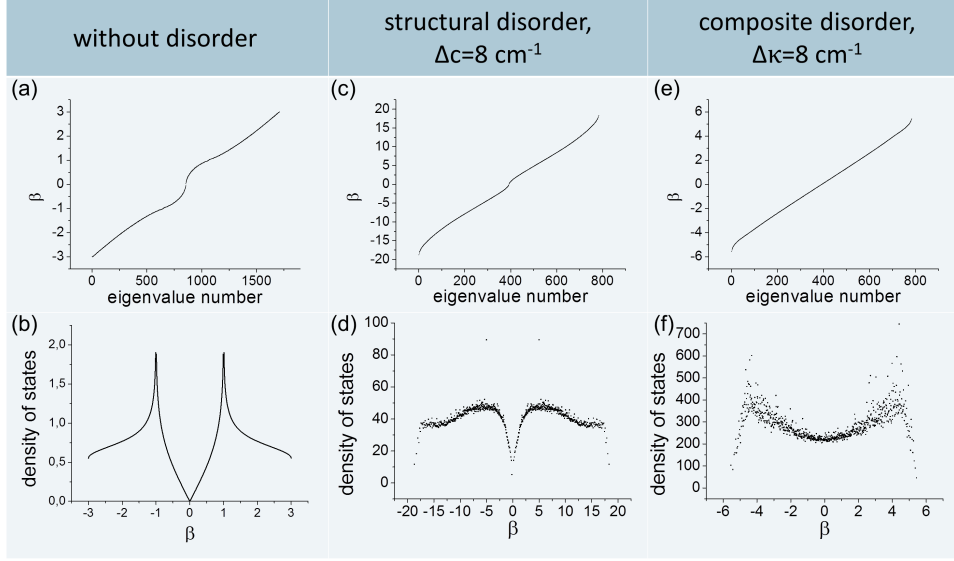 without disorder
structural disorder,
Δc=8 cm-1
composite disorder,
Δκ=8 cm-1
(a)
3
2
1
0
-1
-2
-3
β
0 500 1000 1500
eigenvalue number
(c)
20
15
10
5
0
-5
-10
-15
-20
β
0 200 400 600 800
eigenvalue number
(e)
6
4
2
0
-2
-4
-6
β
0 200 400 600 800
eigenvalue number
(b)
2,0
1,5
1,0
0,5
0,0
density of states
-3 -2 -1 0 1 2 3
β
(d)
100
80
60
40
20
0
density of states
-20 -15 -10 -5 0 5 10 15 20
β
(f)
700
600
500
400
300
200
100
0
density of states
-6 -4 -2 0 2 4 6
β